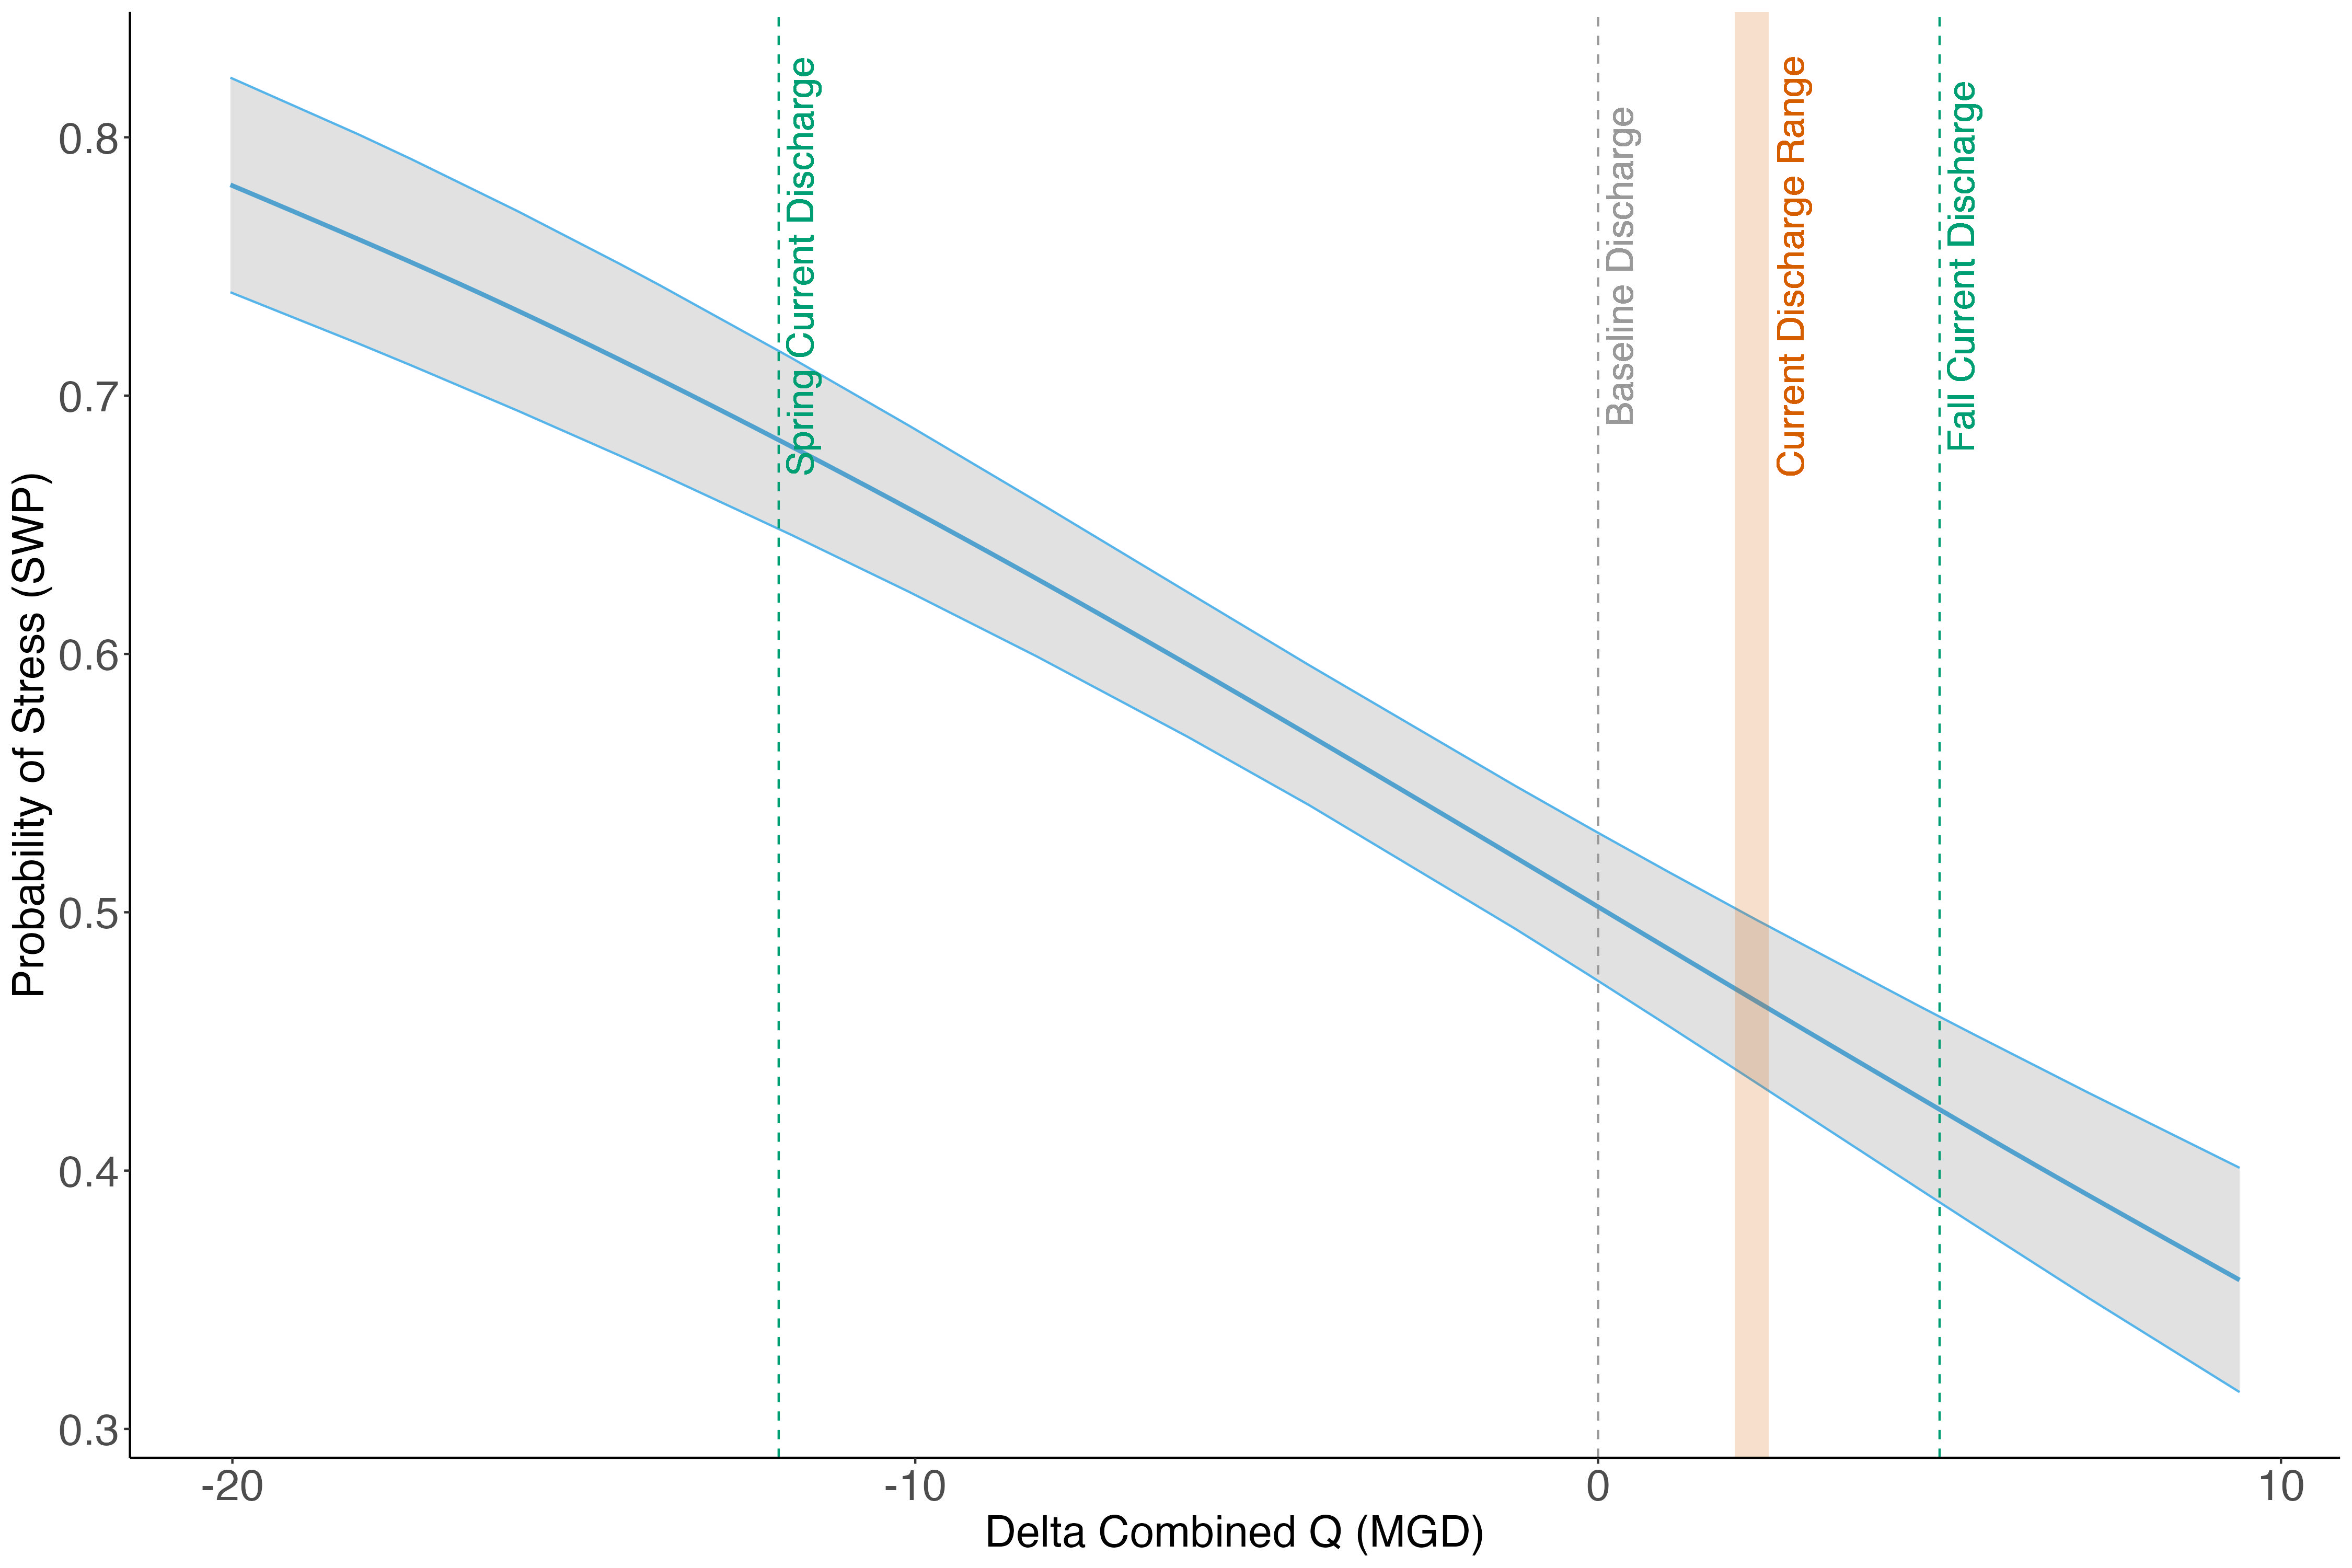 Probability of Stress (SWP)
0.8
0.7
0.6
0.5
0.4
0.3
Spring Current Discharge
Baseline Discharge
Current Discharge Range
Fall Current Discharge
-20
-10
0
10
Delta Combined Q (MGD)